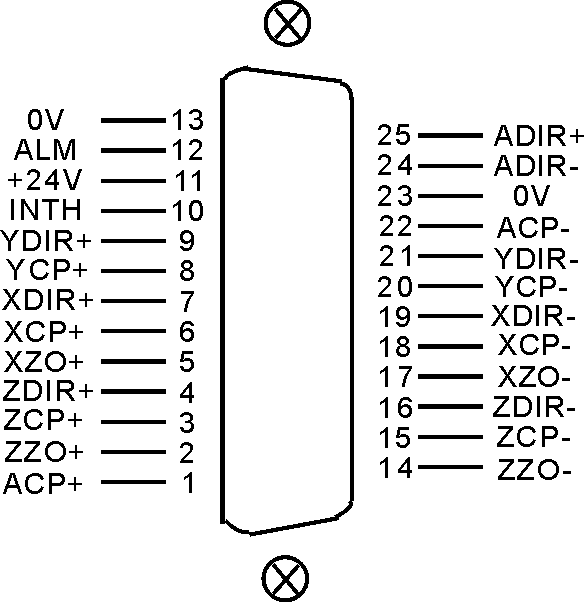 0V 13
ALM 12
+24V 11
INTH 10
YDIR+ 9
YCP+ 8
XDIR+ 7
XCP+ 6
XZO+ 5
ZDIR+ 4
ZCP+ 3
ZZO+ 2
ACP+ 1
25 ADIR+
24 ADIR-
23 0V
22 ACP-
21 YDIR-
20 YCP-
19 XDIR-
18 XCP-
17 XZO-
16 ZDIR-
15 ZCP-
14 ZZO-